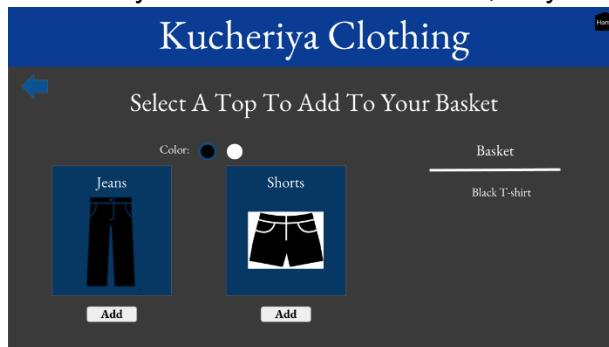 Kucheriya Clothing
Select A Top To Add To Your Basket
Color:
Basket
Jeans
Shorts
Black T-shirt
Add
Add